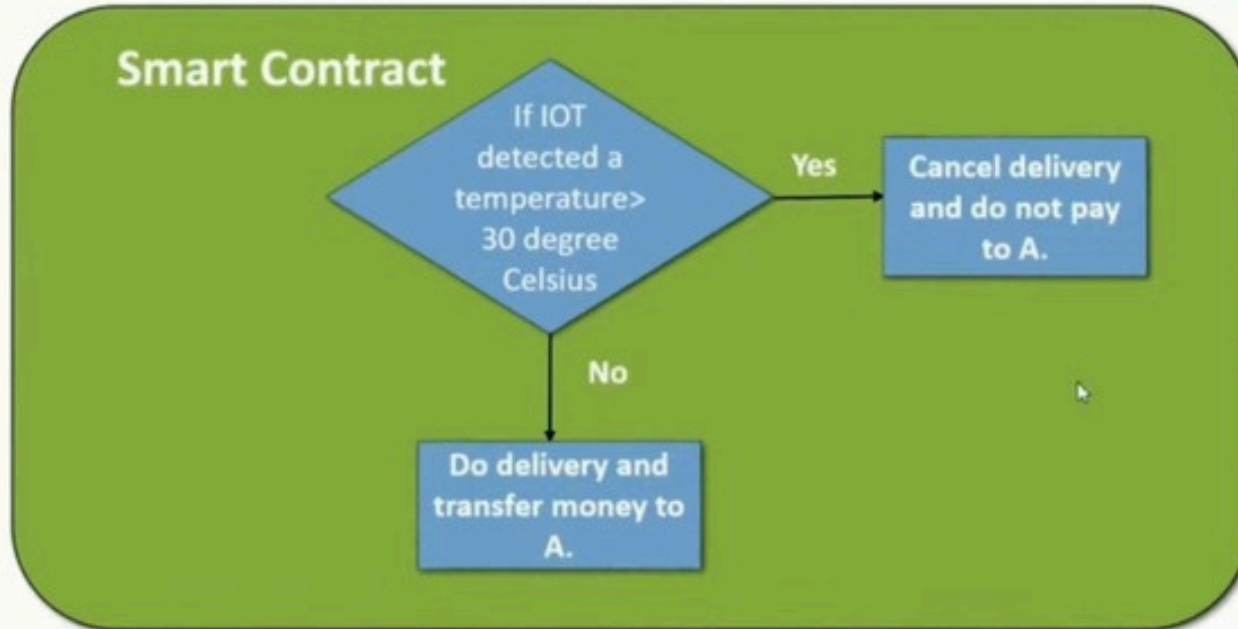 Smart Contract
If IOT
detected a
temperature>
30 degree
Celsius
Yes
Cancel delivery
and do not pay
to A.
No
Do delivery and
transfer money to
A.